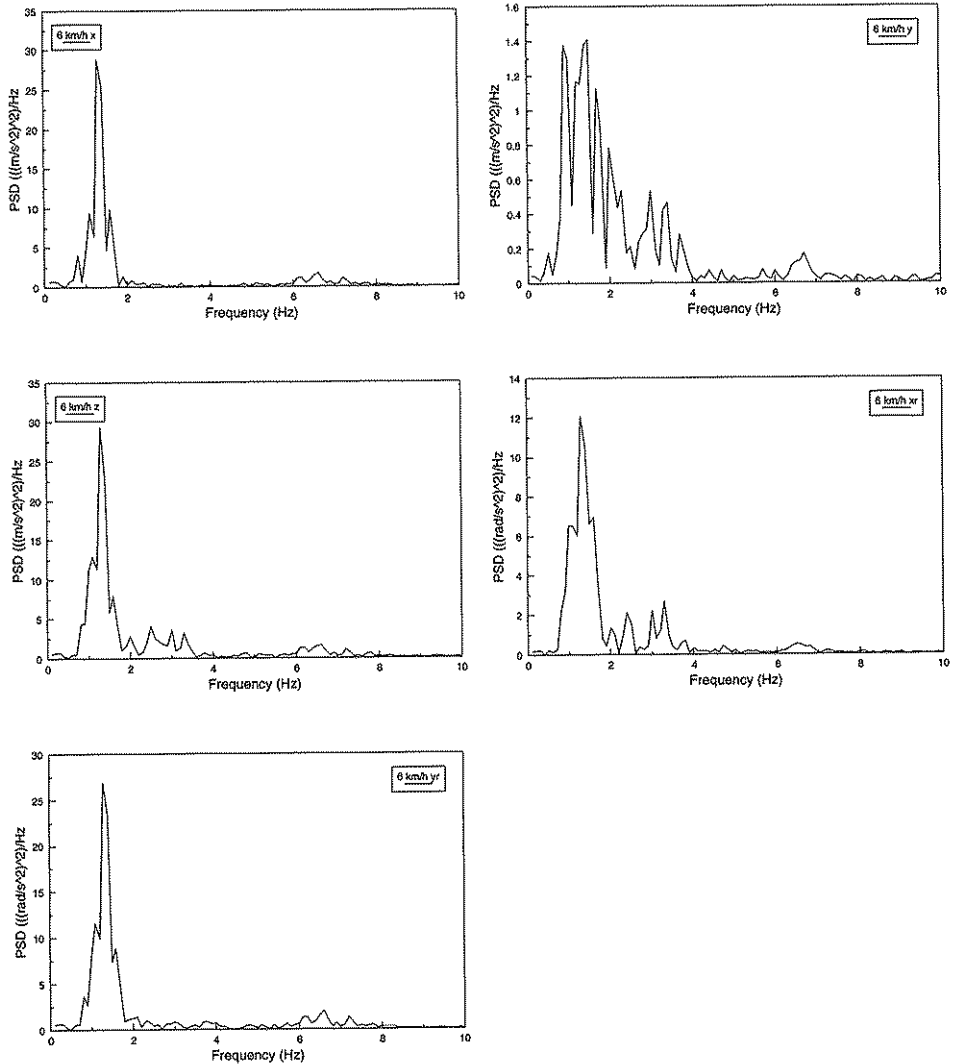 35
30
25
20
15
10
5
0
PSD (((m/s^2)^2)/Hz
6 km/h x
0 2 4 6 8 10
Frequency (Hz)
1.6
1.4
1.2
1
0.8
0.6
0.4
0.2
0
PSD (((m/s^2)^2)/Hz
6 km/h y
0 2 4 6 8 10
Frequency (Hz)
35
30
25
20
15
10
5
0
PSD (((m/s^2)^2)/Hz
6 km/h z
0 2 4 6 8 10
Frequency (Hz)
14
12
10
8
6
4
2
0
PSD (((rad/s^2)^2)/Hz
6 km/h xr
0 2 4 6 8 10
Frequency (Hz)
30
25
20
15
10
5
0
PSD (((rad/s^2)^2)/Hz
6 km/h yr
0 2 4 6 8 10
Frequency (Hz)